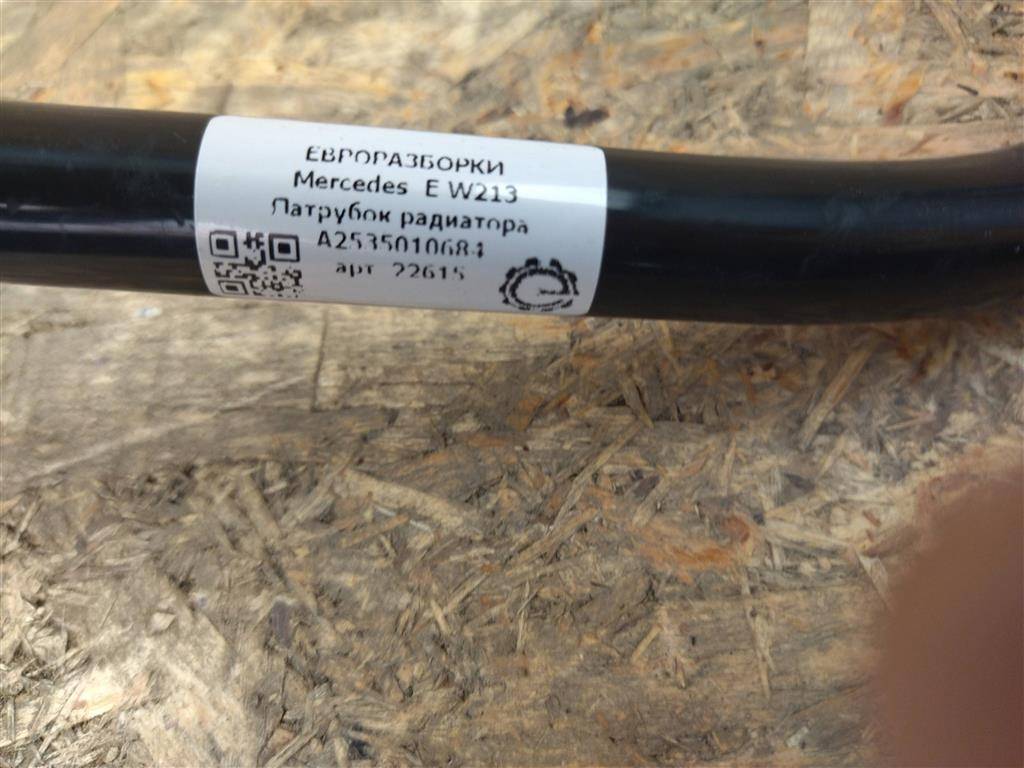 ЕВРОРАЗБОРКИ
Mercedes E W213
Патрубок радиатора
A2535010684
арт 22615